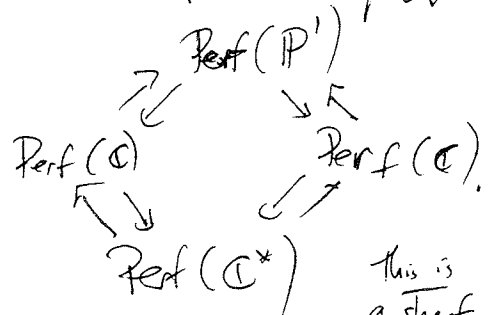 Perf(ℙ¹)
Perf(ℂ) Perf(ℂ).
Perf(ℂ*)
This is
a sheaf